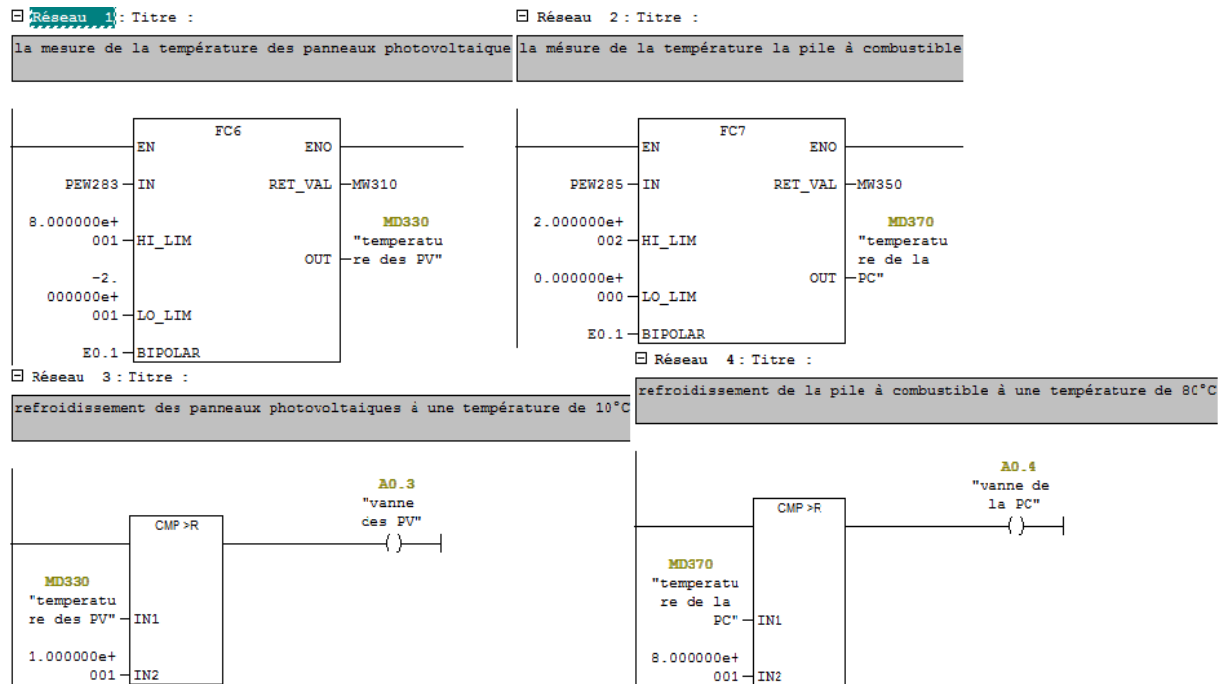 Réseau 1: Titre :
la mesure de la température des panneaux photovoltaique
FC6
EN ENO
PEW283 IN RET_VAL MW310
8.000000e+
001 HI_LIM
MD330
"temperatu
re des PV"
OUT
-2.
000000e+
001 LO_LIM
E0.1 BIPOLAR
Réseau 2: Titre :
la mésure de la température la pile à combustible
FC7
EN ENO
PEW285 IN RET_VAL MW350
2.000000e+
002 HI_LIM
MD370
"temperatu
re de la
PC"
OUT
0.000000e+
000 LO_LIM
E0.1 BIPOLAR
Réseau 3: Titre :
refroidissement des panneaux photovoltaiques à une température de 10°C
A0.3
"vanne
des PV"
CMP >R
( )
MD330
"temperatu
re des PV" IN1
1.000000e+
001 IN2
Réseau 4: Titre :
refroidissement de la pile à combustible à une température de 80°C
A0.4
"vanne de
la PC"
CMP >R
( )
MD370
"temperatu
re de la
PC" IN1
8.000000e+
001 IN2